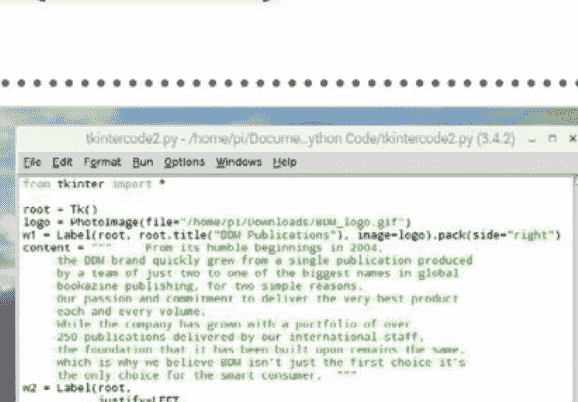 tkintercode2.py - /home/pi/Docume...ython Code/tkintercode2.py (3.4.2)
File Edit Format Run Options Windows Help
from tkinter import *
root = Tk()
logo = PhotoImage(file="/home/pi/Downloads/BDM_logo.gif")
w1 = Label(root, root.title("BDM Publications"), image=logo).pack(side="right")
content = """ From its humble beginnings in 2004,
the BDM brand quickly grew from a single publication produced
by a team of just two to one of the biggest names in global
bookazine publishing, for two simple reasons.
Our passion and commitment to deliver the very best product
each and every volume.
While the company has grown with a portfolio of over
250 publications delivered by our international staff,
the foundation that it has been built upon remains the same,
which is why we believe BDM isn't just the first choice it's
the only choice for the smart consumer. """
w2 = Label(root,
justify=LEFT,